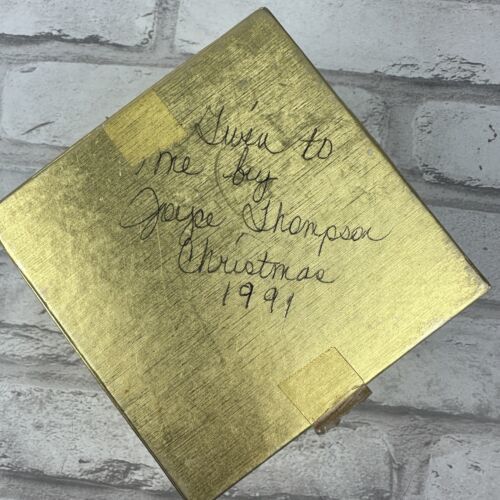 Given to
me by
Joyce Thompson
Christmas
1991